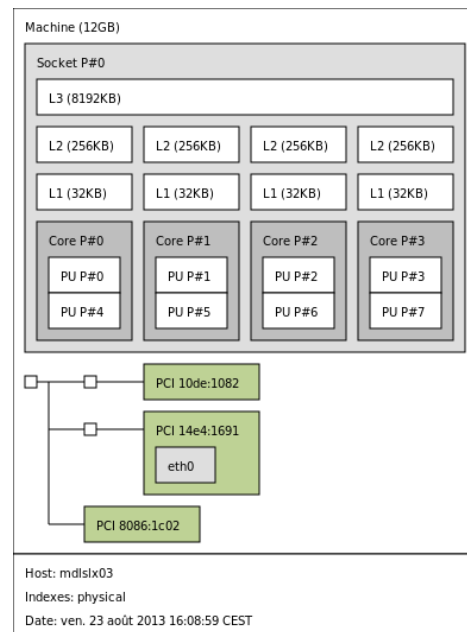 Machine (12GB)
Socket P#0
L3 (8192KB)
L2 (256KB) L2 (256KB) L2 (256KB) L2 (256KB)
L1 (32KB) L1 (32KB) L1 (32KB) L1 (32KB)
Core P#0 Core P#1 Core P#2 Core P#3
PU P#0 PU P#1 PU P#2 PU P#3
PU P#4 PU P#5 PU P#6 PU P#7
PCI 10de:1082
PCI 14e4:1691
eth0
PCI 8086:1c02
Host: mdlslx03
Indexes: physical
Date: ven. 23 août 2013 16:08:59 CEST